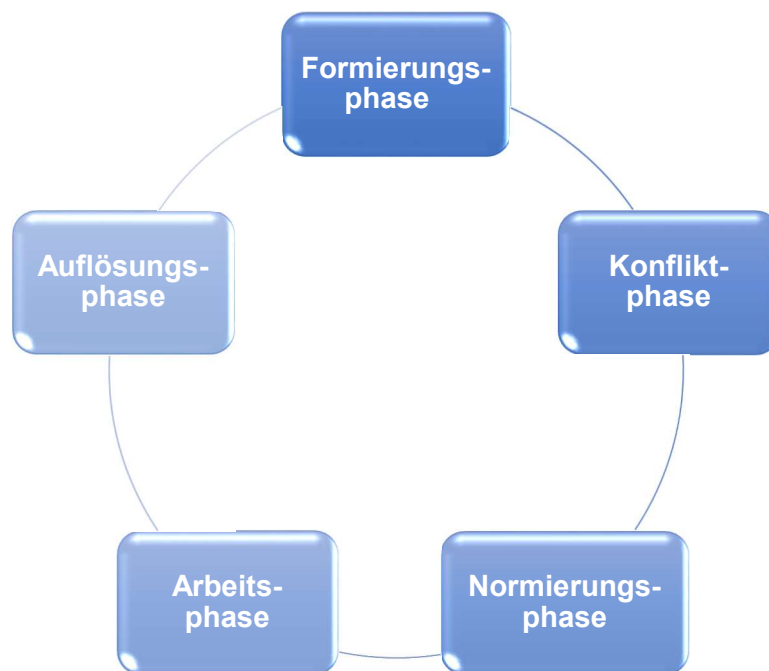 Formierungs-
phase
Konflikt-
phase
Normierungs-
phase
Arbeits-
phase
Auflösungs-
phase